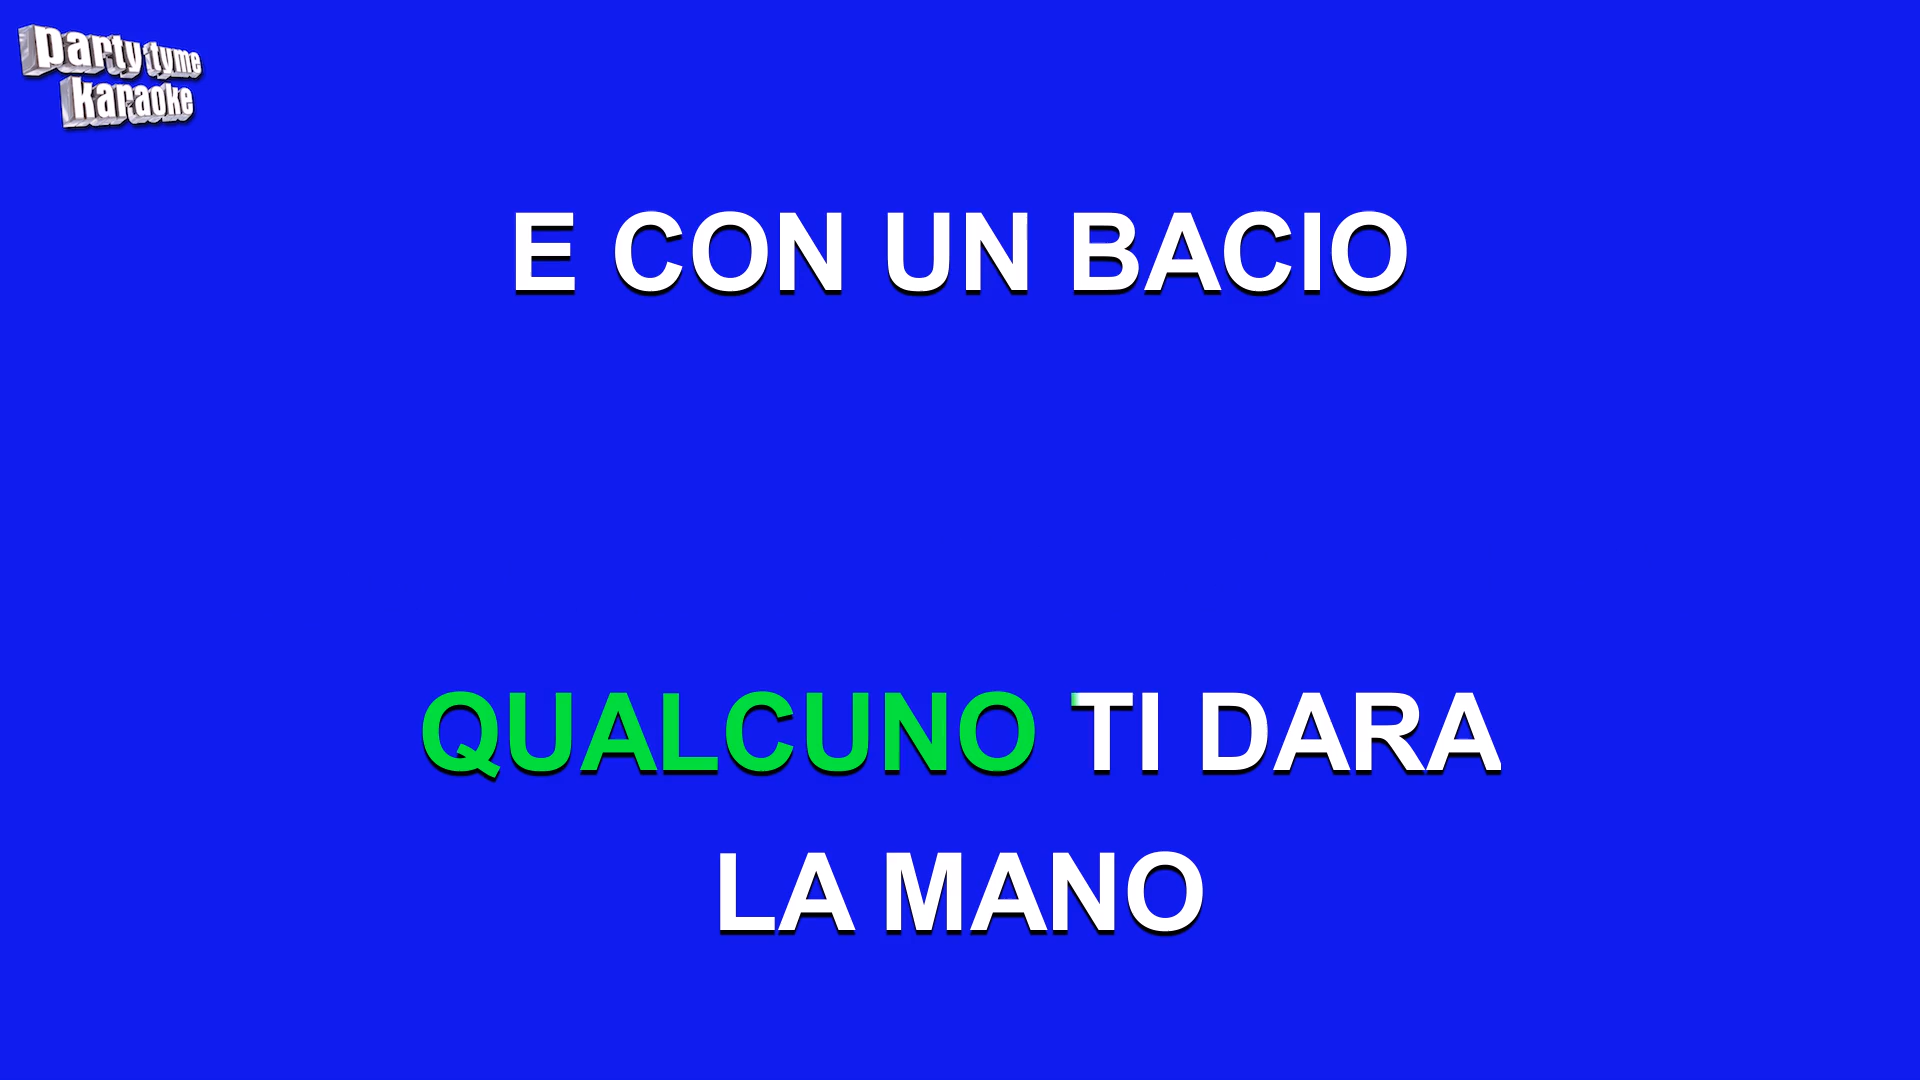 party tyme
karaoke
E CON UN BACIO
QUALCUNO TI DARA
LA MANO